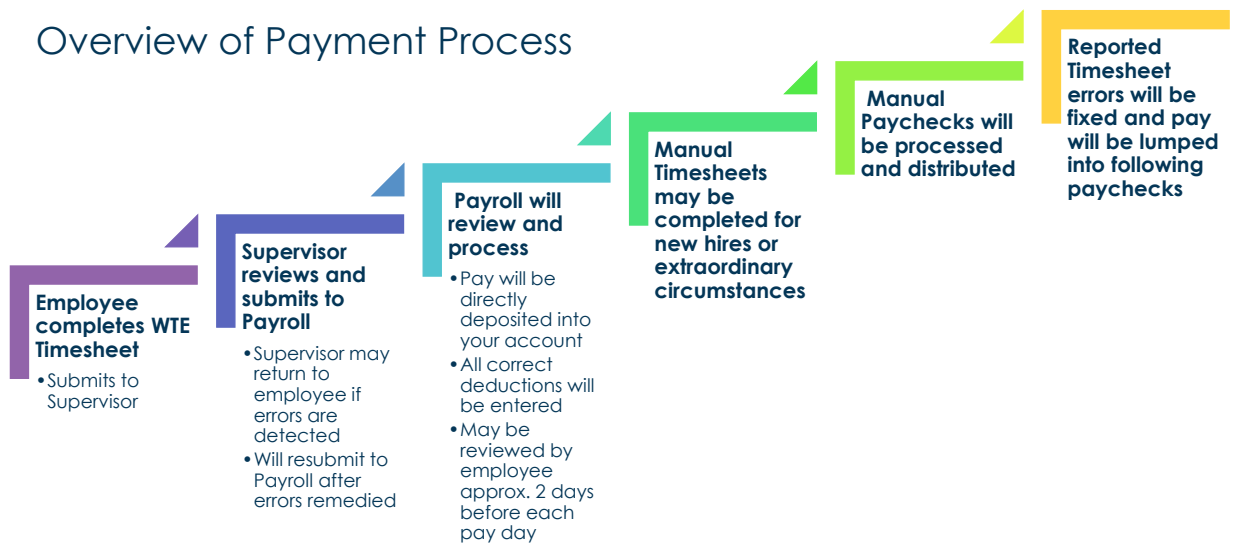 Overview of Payment Process
Employee
completes WTE
Timesheet
•Submits to
Supervisor
Supervisor
reviews and
submits to
Payroll
•Supervisor may
return to
employee if
errors are
detected
•Will resubmit to
Payroll after
errors remedied
Payroll will
review and
process
•Pay will be
directly
deposited into
your account
•All correct
deductions will
be entered
•May be
reviewed by
employee
approx. 2 days
before each
pay day
Manual
Timesheets
may be
completed for
new hires or
extraordinary
circumstances
Manual
Paychecks will
be processed
and distributed
Reported
Timesheet
errors will be
fixed and pay
will be lumped
into following
paychecks